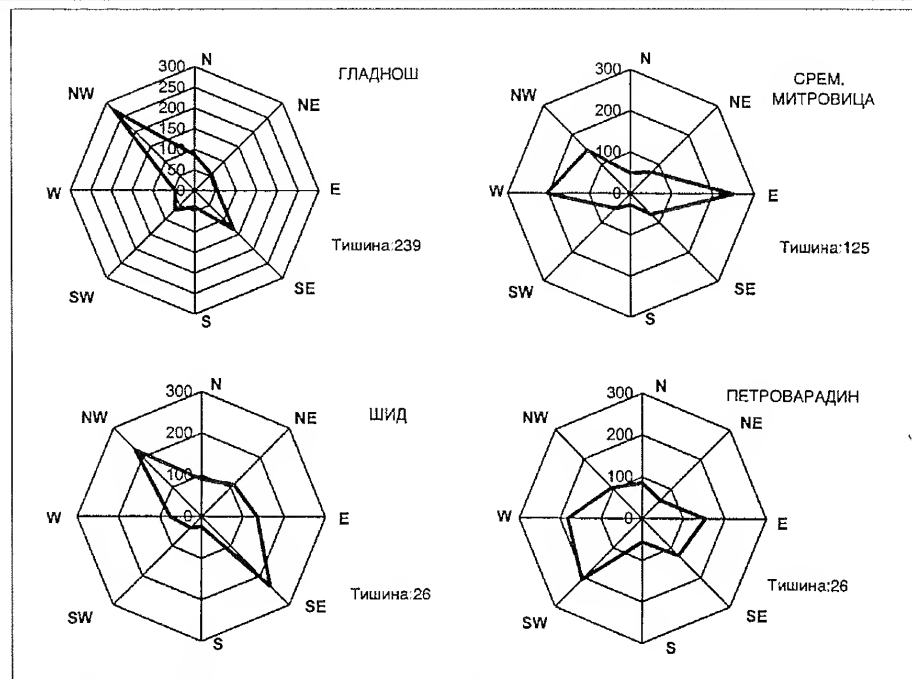 N
300
250
200
150
100
50
0
NW
NE
W
E
SW
SE
S
ГЛАДНОШ
Тишина:239
N
300
200
100
0
NW
NE
W
E
SW
SE
S
СРЕМ.
МИТРОВИЦА
Тишина:125
N
300
200
100
0
NW
NE
W
E
SW
SE
S
ШИД
Тишина:26
N
300
200
100
0
NW
NE
W
E
SW
SE
S
ПЕТРОВАРАДИН
Тишина:26